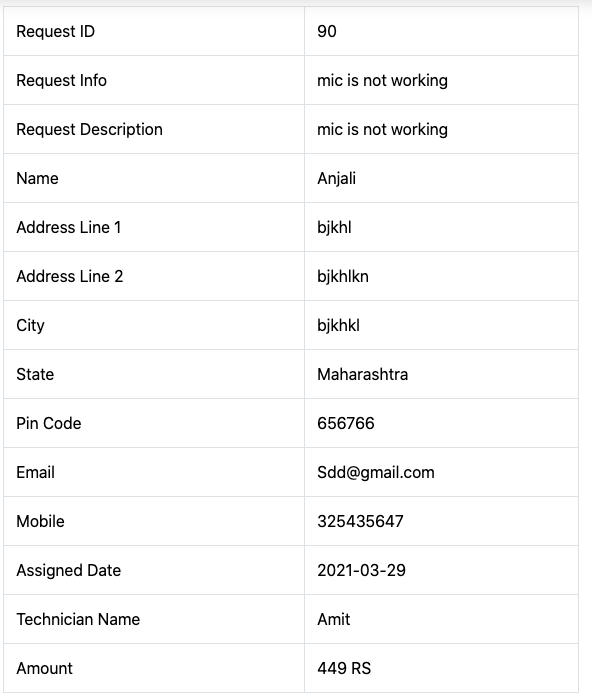 Request ID 90
Request Info mic is not working
Request Description mic is not working
Name Anjali
Address Line 1 bjkhl
Address Line 2 bjkhlkn
City bjkhkl
State Maharashtra
Pin Code 656766
Email Sdd@gmail.com
Mobile 325435647
Assigned Date 2021-03-29
Technician Name Amit
Amount 449 RS